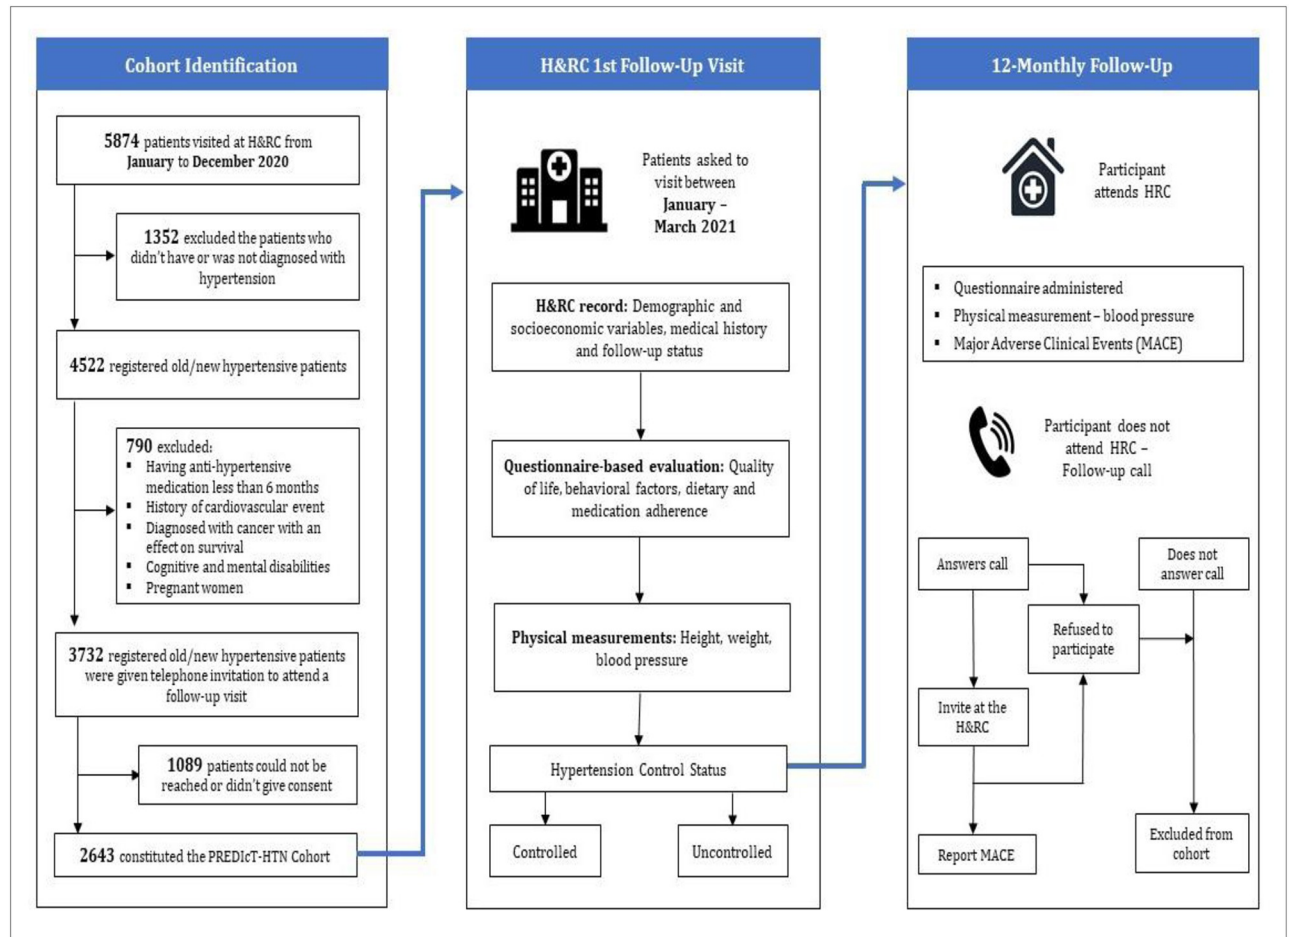 Cohort Identification
5874 patients visited at H&RC from
January to December 2020
1352 excluded the patients who
didn't have or was not diagnosed with
hypertension
4522 registered old/new hypertensive patients
790 excluded:
▪ Having anti-hypertensive
medication less than 6 months
▪ History of cardiovascular event
▪ Diagnosed with cancer with an
effect on survival
▪ Cognitive and mental disabilities
▪ Pregnant women
3732 registered old/new hypertensive patients
were given telephone invitation to attend a
follow-up visit
1089 patients could not be
reached or didn't give consent
2643 constituted the PREDIcT-HTN Cohort
H&RC 1st Follow-Up Visit
Patients asked to
visit between
January –
March 2021
H&RC record: Demographic and
socioeconomic variables, medical history
and follow-up status
Questionnaire-based evaluation: Quality
of life, behavioral factors, dietary and
medication adherence
Physical measurements: Height, weight,
blood pressure
Hypertension Control Status
Controlled
Uncontrolled
12-Monthly Follow-Up
Participant
attends HRC
▪ Questionnaire administered
▪ Physical measurement – blood pressure
▪ Major Adverse Clinical Events (MACE)
Participant does not
attend HRC –
Follow-up call
Answers call
Does not
answer call
Refused to
participate
Invite at the
H&RC
Report MACE
Excluded from
cohort